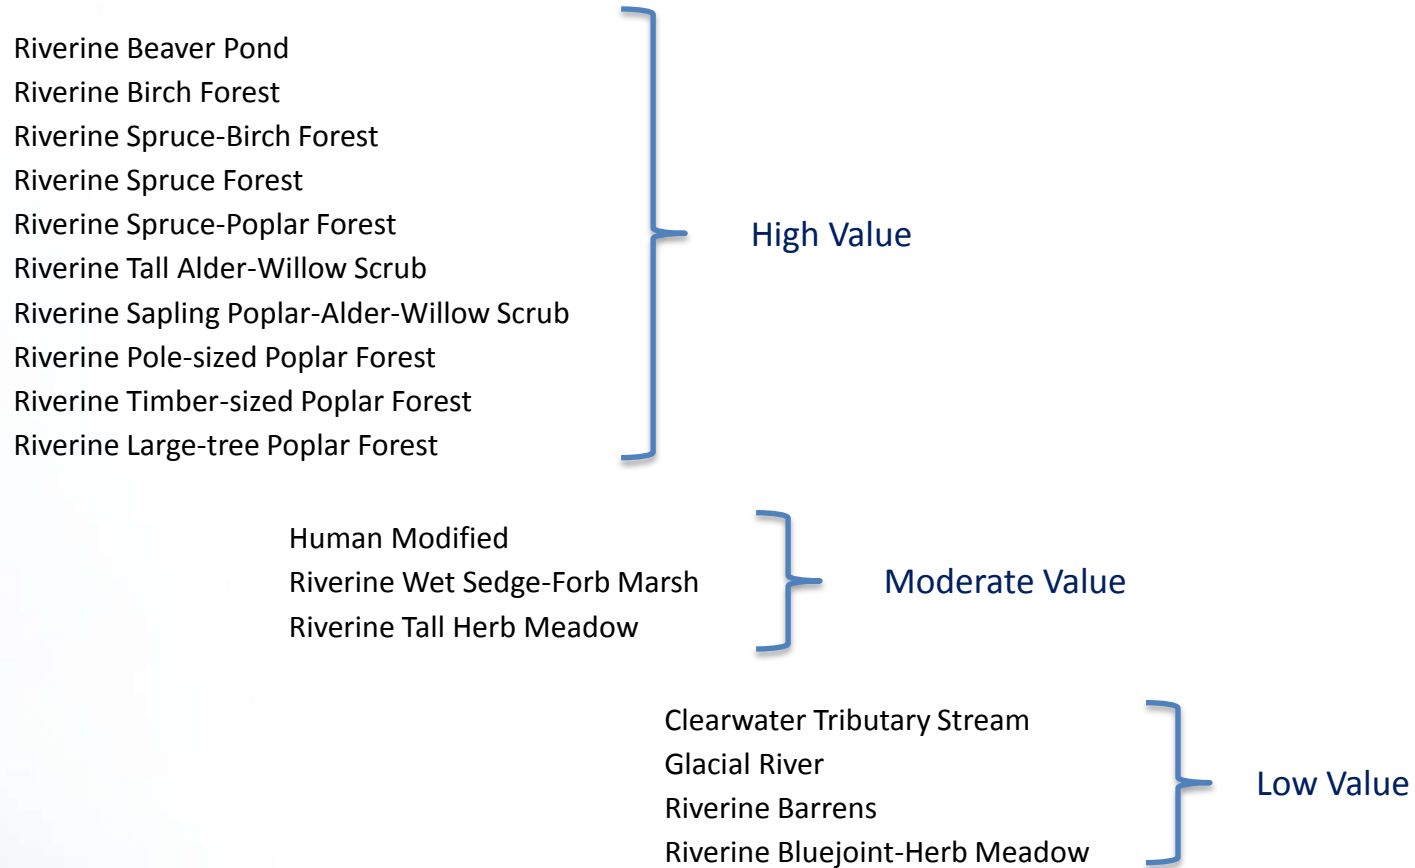 Riverine Beaver Pond
Riverine Birch Forest
Riverine Spruce-Birch Forest
Riverine Spruce Forest
Riverine Spruce-Poplar Forest
Riverine Tall Alder-Willow Scrub
Riverine Sapling Poplar-Alder-Willow Scrub
Riverine Pole-sized Poplar Forest
Riverine Timber-sized Poplar Forest
Riverine Large-tree Poplar Forest
High Value
Human Modified
Riverine Wet Sedge-Forb Marsh
Riverine Tall Herb Meadow
Moderate Value
Clearwater Tributary Stream
Glacial River
Riverine Barrens
Riverine Bluejoint-Herb Meadow
Low Value